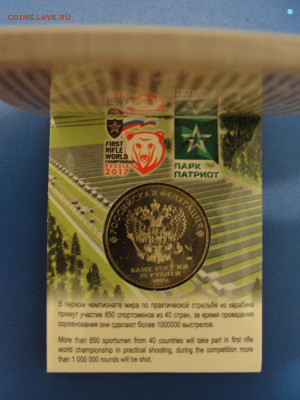 COINS.LAVE.RU
FIRST
RIFLE WORLD
CHAMPIONSHIP
RUSSIA
2017
ПАРК
ПАТРИОТ
РОССИЙСКАЯ ФЕДЕРАЦИЯ
БАНК РОССИИ
25 РУБЛЕЙ
2017 г.
В первом чемпионате мира по практической стрельбе из карабина
примут участие 850 спортсменов из 40 стран, за время проведения
соревнования они сделают более 1000000 выстрелов.
More than 850 sportsmen from 40 countries will take part in first rifle
world championship in practical shooting, during the competition more
than 1 000 000 rounds will be shot.